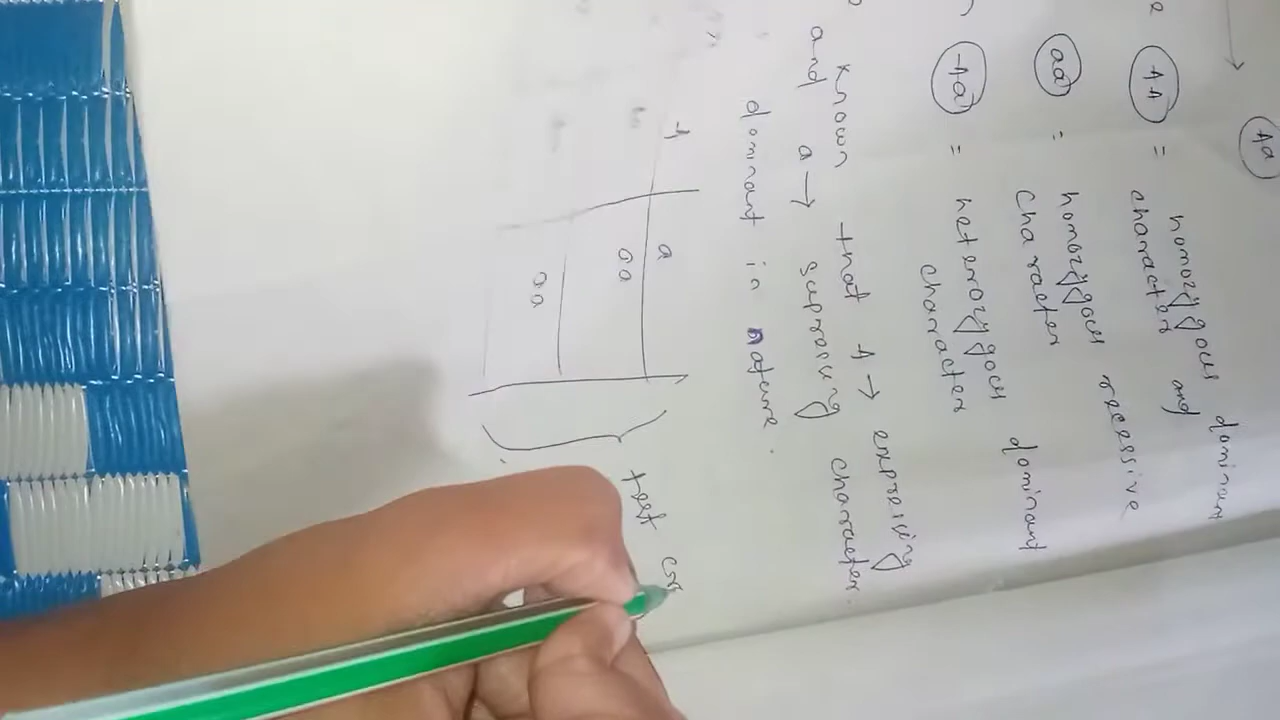 Aa
AA = homozygous dominant
character and
aa = homozygous recessive
character
Aa = heterozygous dominant
character
known that A → expressing
and a → supressing character.
dominant in nature.
A a
aa
aa
test cr